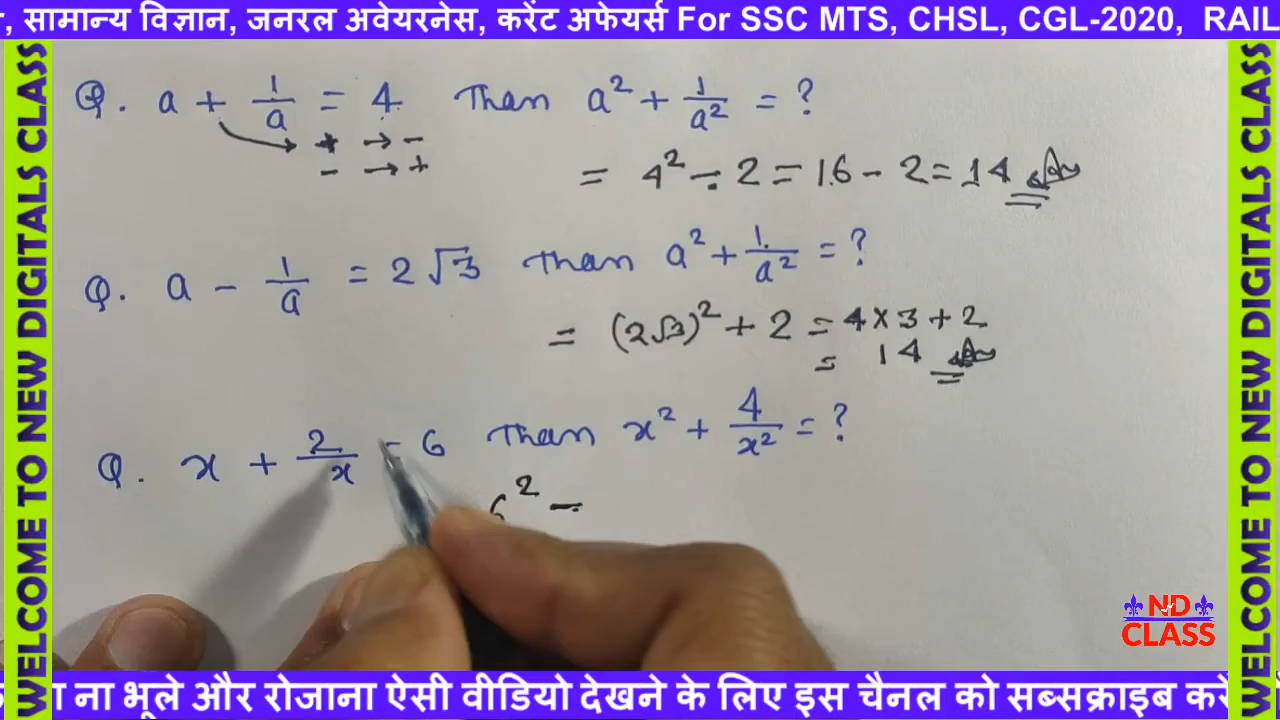 , सामान्य विज्ञान, जनरल अवेयरनेस, करेंट अफेयर्स For SSC MTS, CHSL, CGL-2020, RAIL
WELCOME TO NEW DIGITALS CLASS
Q. a + 1/a = 4 Than a² + 1/a² = ?
+ → -
- → +
= 4² - 2 = 16 - 2 = 14
Q. a - 1/a = 2√3 Than a² + 1/a² = ?
= (2√3)² + 2 = 4 × 3 + 2
= 14
Q. x + 2/x = 6 Than x² + 4/x² = ?
6² -
ND
CLASS
WELCOME TO NEW DIGITALS CLASS
ना भूले और रोजाना ऐसी वीडियो देखने के लिए इस चैनल को सब्सक्राइब करें